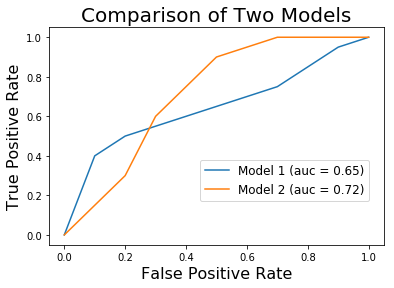 Comparison of Two Models
True Positive Rate
1.0
0.8
0.6
0.4
0.2
0.0
Model 1 (auc = 0.65)
Model 2 (auc = 0.72)
0.0 0.2 0.4 0.6 0.8 1.0
False Positive Rate